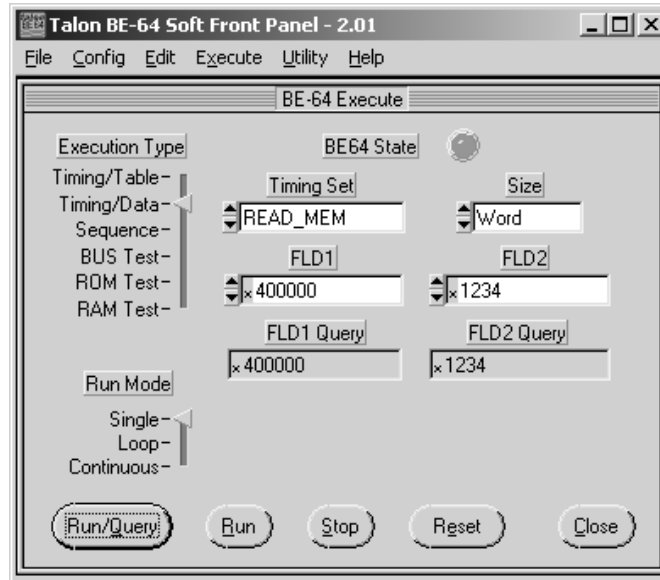 Talon BE-64 Soft Front Panel - 2.01
File Config Edit Execute Utility Help
BE-64 Execute
Execution Type
BE64 State
Timing/Table
Timing/Data
Sequence
BUS Test
ROM Test
RAM Test
Timing Set
Size
READ_MEM
Word
FLD1
FLD2
x 400000
x 1234
FLD1 Query
FLD2 Query
x 400000
x 1234
Run Mode
Single
Loop
Continuous
Run/Query Run Stop Reset Close